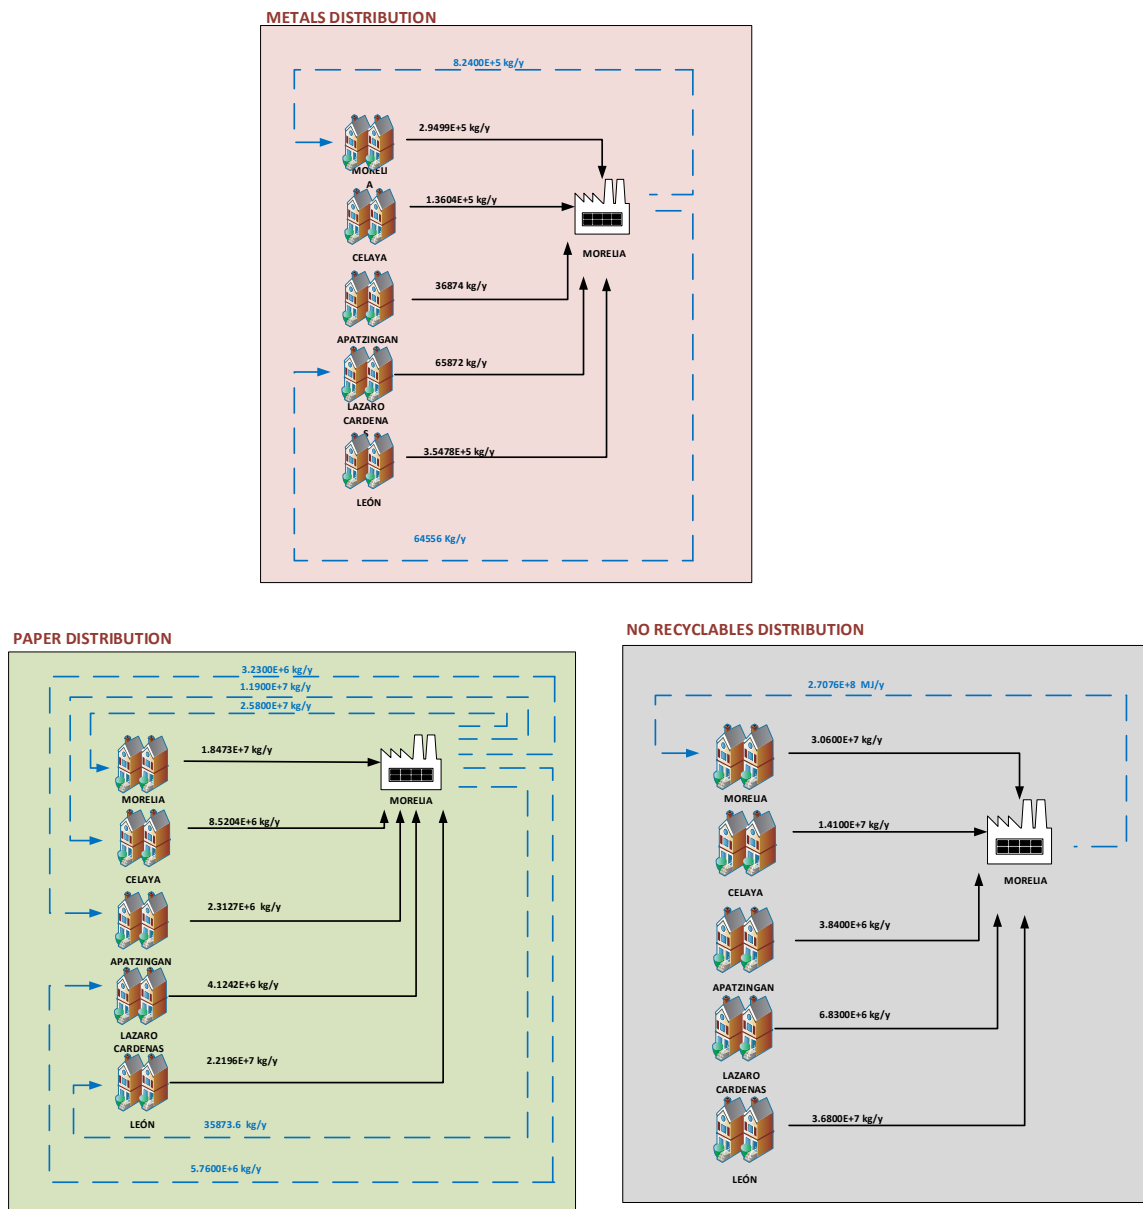 METALS DISTRIBUTION
8.2400E+5 kg/y
2.9499E+5 kg/y
MORELI
A
1.3604E+5 kg/y
CELAYA
MORELIA
36874 kg/y
APATZINGAN
65872 kg/y
LAZARO
CARDENA
S
3.5478E+5 kg/y
LEÓN
64556 Kg/y
PAPER DISTRIBUTION
3.2300E+6 kg/y
1.1900E+7 kg/y
2.5800E+7 kg/y
1.8473E+7 kg/y
MORELIA
MORELIA
8.5204E+6 kg/y
CELAYA
2.3127E+6 kg/y
APATZINGAN
4.1242E+6 kg/y
LAZARO
CARDENAS
2.2196E+7 kg/y
LEÓN
35873.6 kg/y
5.7600E+6 kg/y
NO RECYCLABLES DISTRIBUTION
2.7076E+8 MJ/y
3.0600E+7 kg/y
MORELIA
1.4100E+7 kg/y
MORELIA
CELAYA
3.8400E+6 kg/y
APATZINGAN
6.8300E+6 kg/y
LAZARO
CARDENAS
3.6800E+7 kg/y
LEÓN